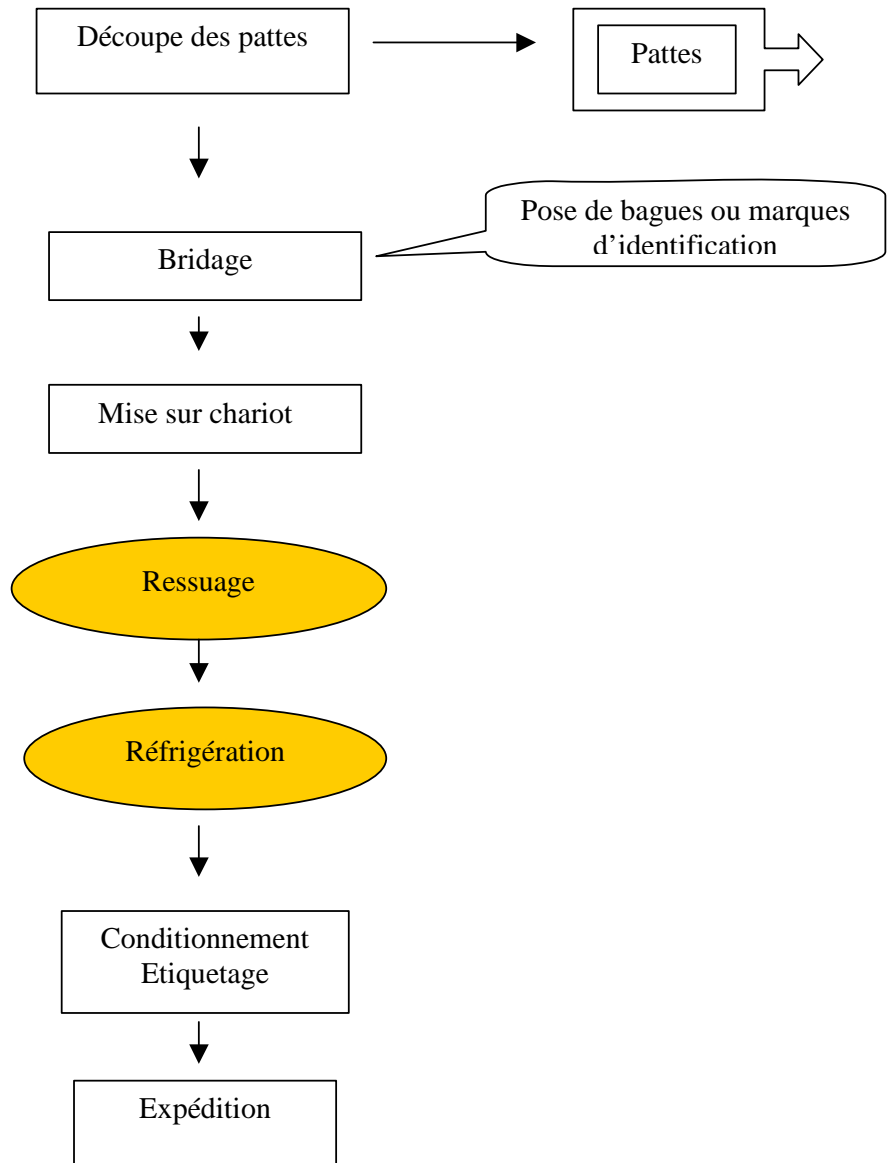 Découpe des pattes
Pattes
Pose de bagues ou marques
d’identification
Bridage
Mise sur chariot
Ressuage
Réfrigération
Conditionnement
Etiquetage
Expédition